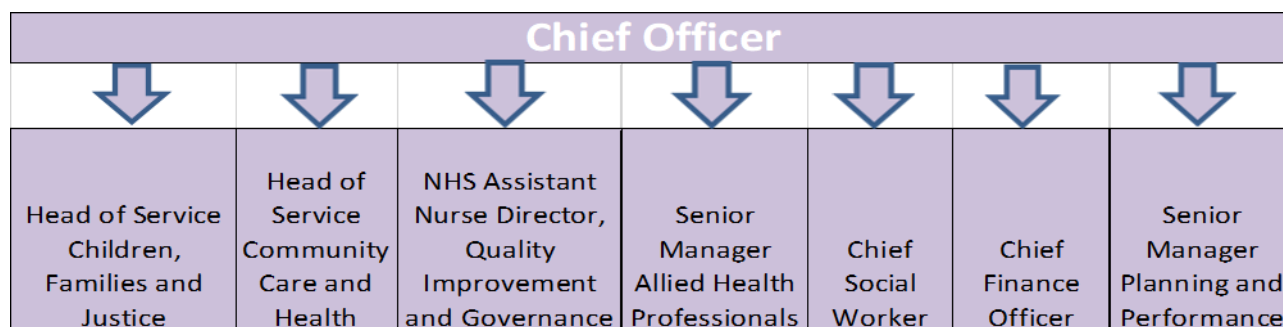 Chief Officer
Head of Service
Children,
Families and
Justice
Head of
Service
Community
Care and
Health
NHS Assistant
Nurse Director,
Quality
Improvement
and Governance
Senior
Manager
Allied Health
Professionals
Chief
Social
Worker
Chief
Finance
Officer
Senior
Manager
Planning and
Performance